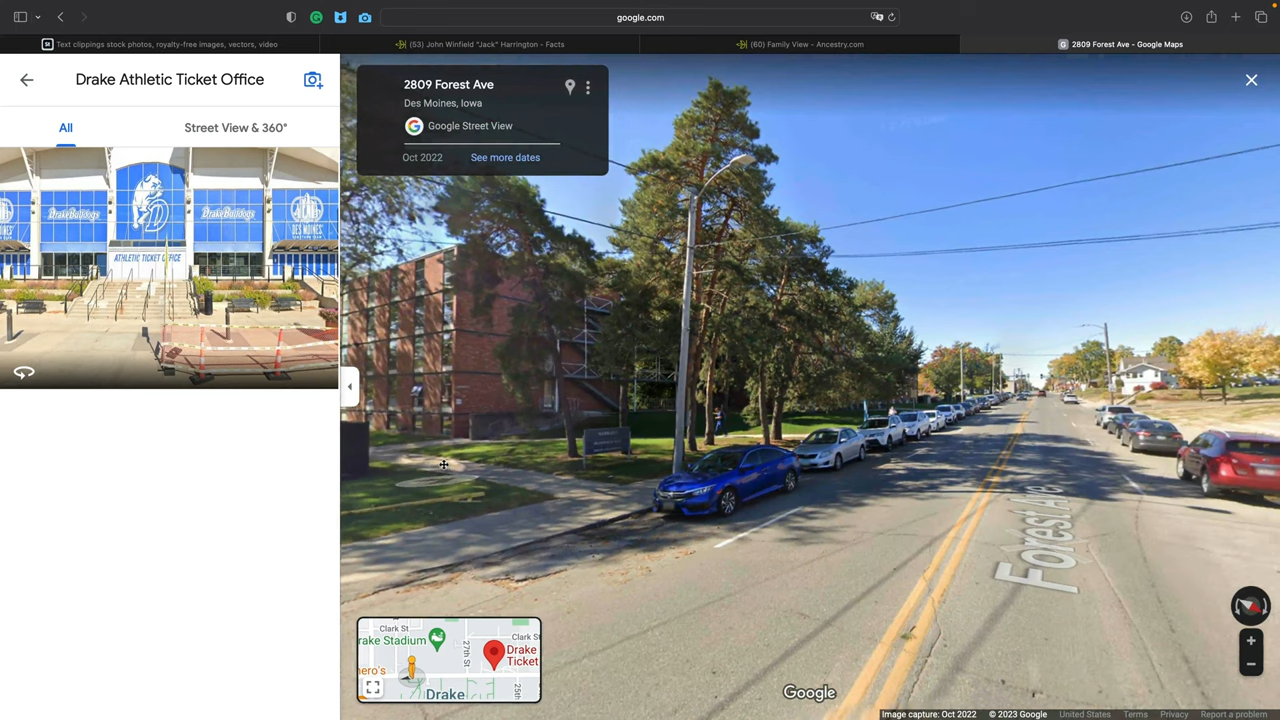 google.com
Text clippings stock photos, royalty-free images, vectors, video
(53) John Winfield "Jack" Harrington - Facts
(60) Family View - Ancestry.com
2809 Forest Ave - Google Maps
Drake Athletic Ticket Office
All
Street View & 360°
DrakeBulldogs
DrakeBulldogs
DES MOINES
ATHLETIC TICKET OFFICE
2809 Forest Ave
Des Moines, Iowa
Google Street View
Oct 2022
See more dates
Forest Ave
Clark St
Clark St
rake Stadium
27th St
Drake
Ticket
nero's
Drake
25th
Google
Image capture: Oct 2022
© 2023 Google
United States
Terms
Privacy
Report a problem